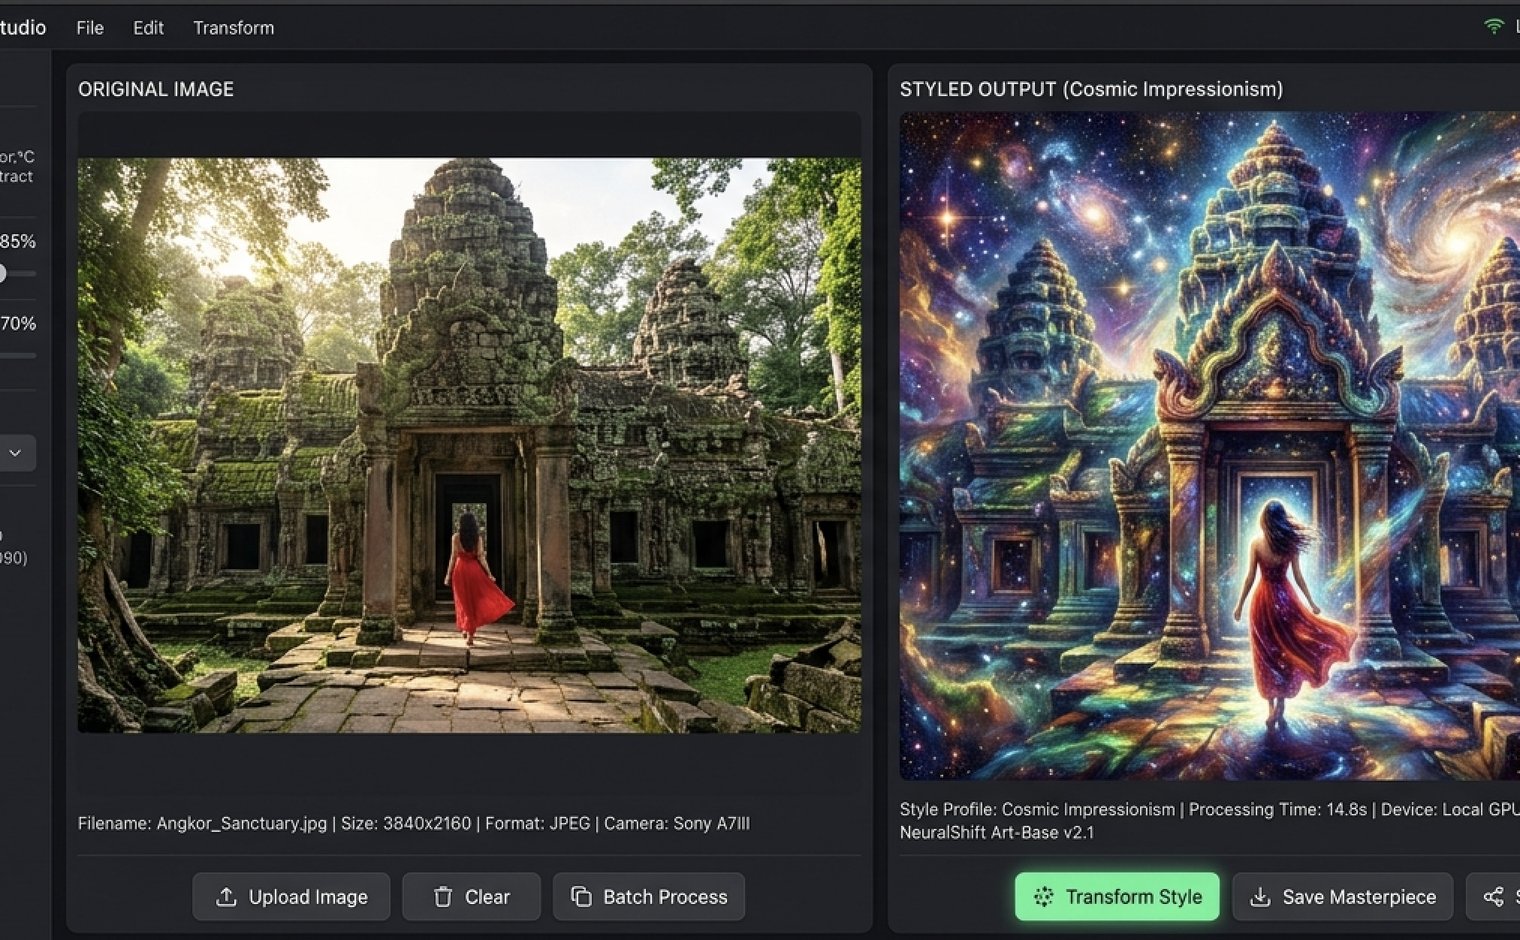 tudio File Edit Transform
or.°C
tract
85%
70%
090)
ORIGINAL IMAGE
Filename: Angkor_Sanctuary.jpg | Size: 3840x2160 | Format: JPEG | Camera: Sony A7III
Upload Image Clear Batch Process
STYLED OUTPUT (Cosmic Impressionism)
Style Profile: Cosmic Impressionism | Processing Time: 14.8s | Device: Local GPU
NeuralShift Art-Base v2.1
Transform Style Save Masterpiece